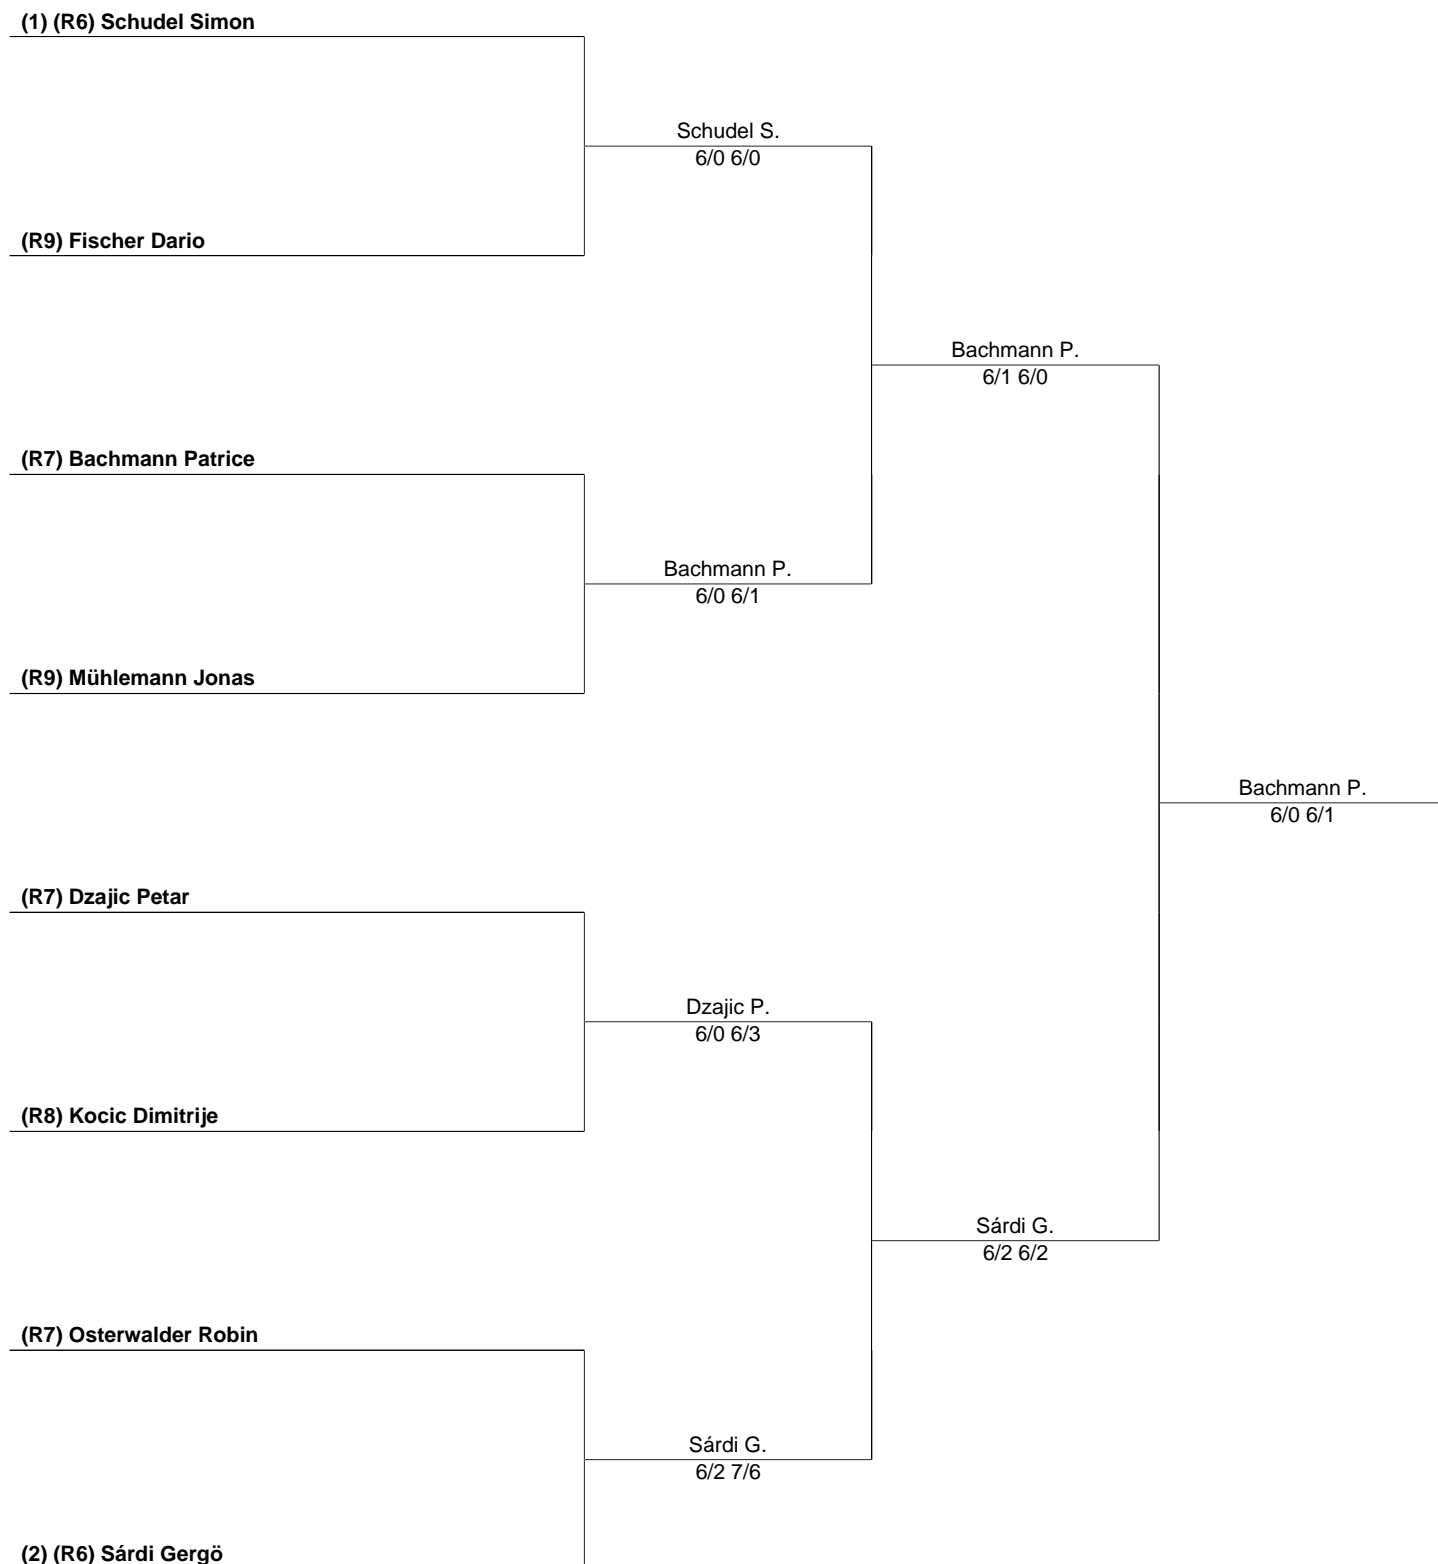 (1) (R6) Schudel Simon
Schudel S.
6/0 6/0
(R9) Fischer Dario
Bachmann P.
6/1 6/0
(R7) Bachmann Patrice
Bachmann P.
6/0 6/1
(R9) Mühlemann Jonas
Bachmann P.
6/0 6/1
(R7) Dzajic Petar
Dzajic P.
6/0 6/3
(R8) Kocic Dimitrije
Sárdi G.
6/2 6/2
(R7) Osterwalder Robin
Sárdi G.
6/2 7/6
(2) (R6) Sárdi Gergö